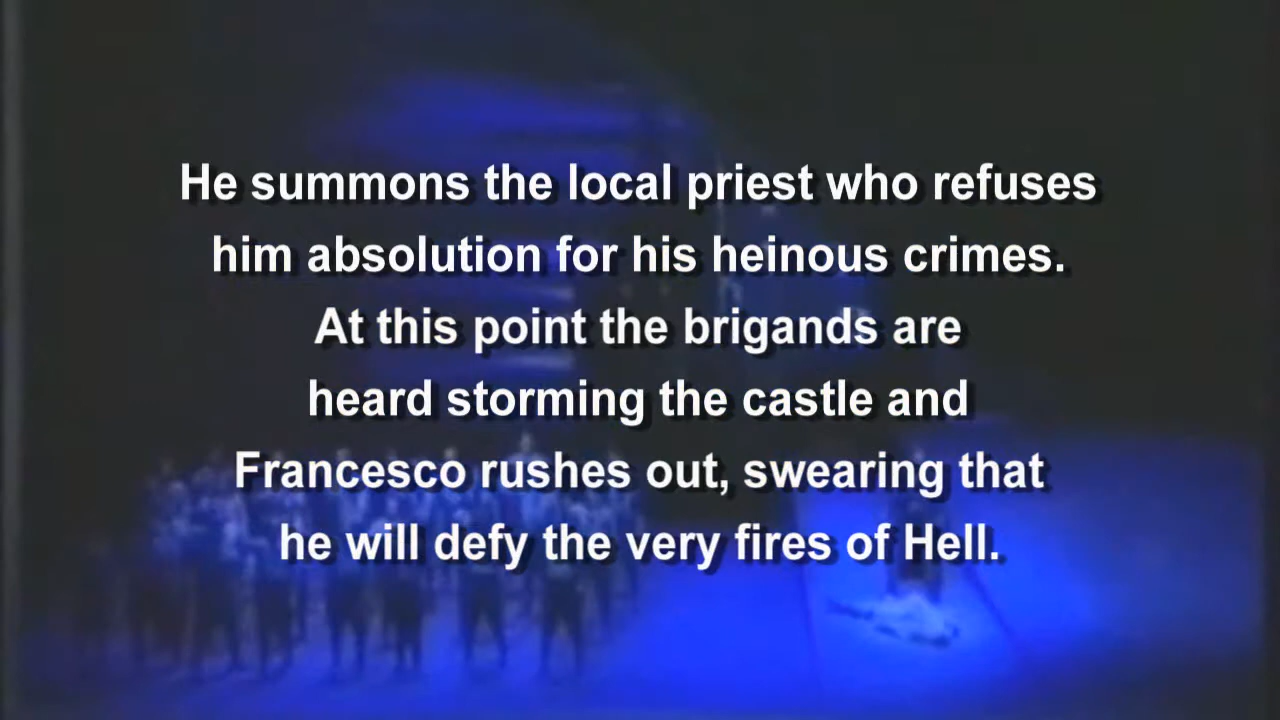 He summons the local priest who refuses
him absolution for his heinous crimes.
At this point the brigands are
heard storming the castle and
Francesco rushes out, swearing that
he will defy the very fires of Hell.